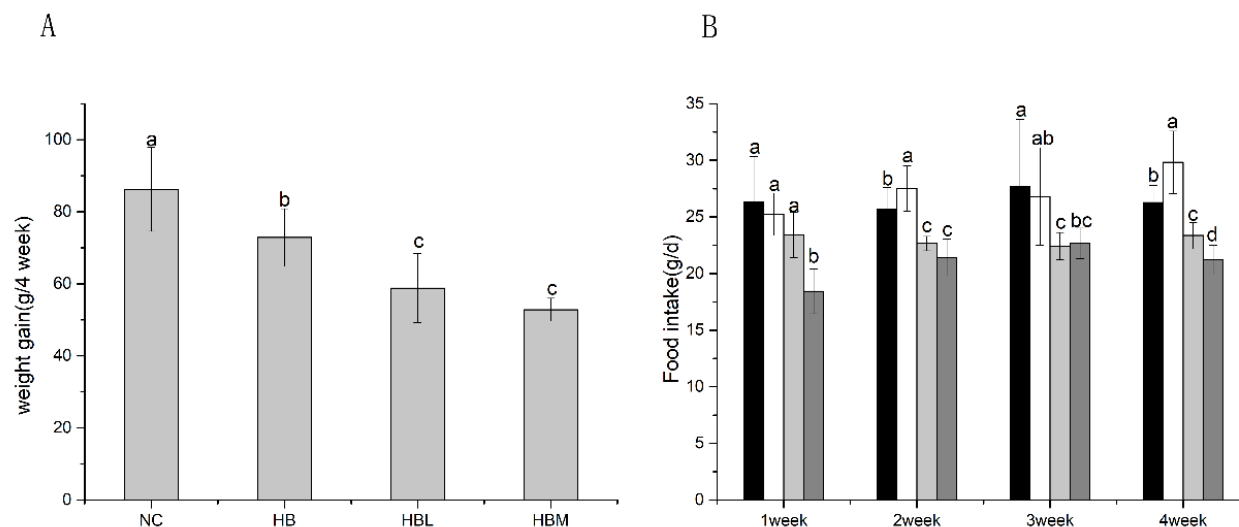 A
weight gain(g/4 week)
100
80
60
40
20
0
a
b
c
c
NC HB HBL HBM
B
Food intake(g/d)
35
30
25
20
15
10
5
0
a a a b
b a c c
a ab c bc
b a c d
1week 2week 3week 4week